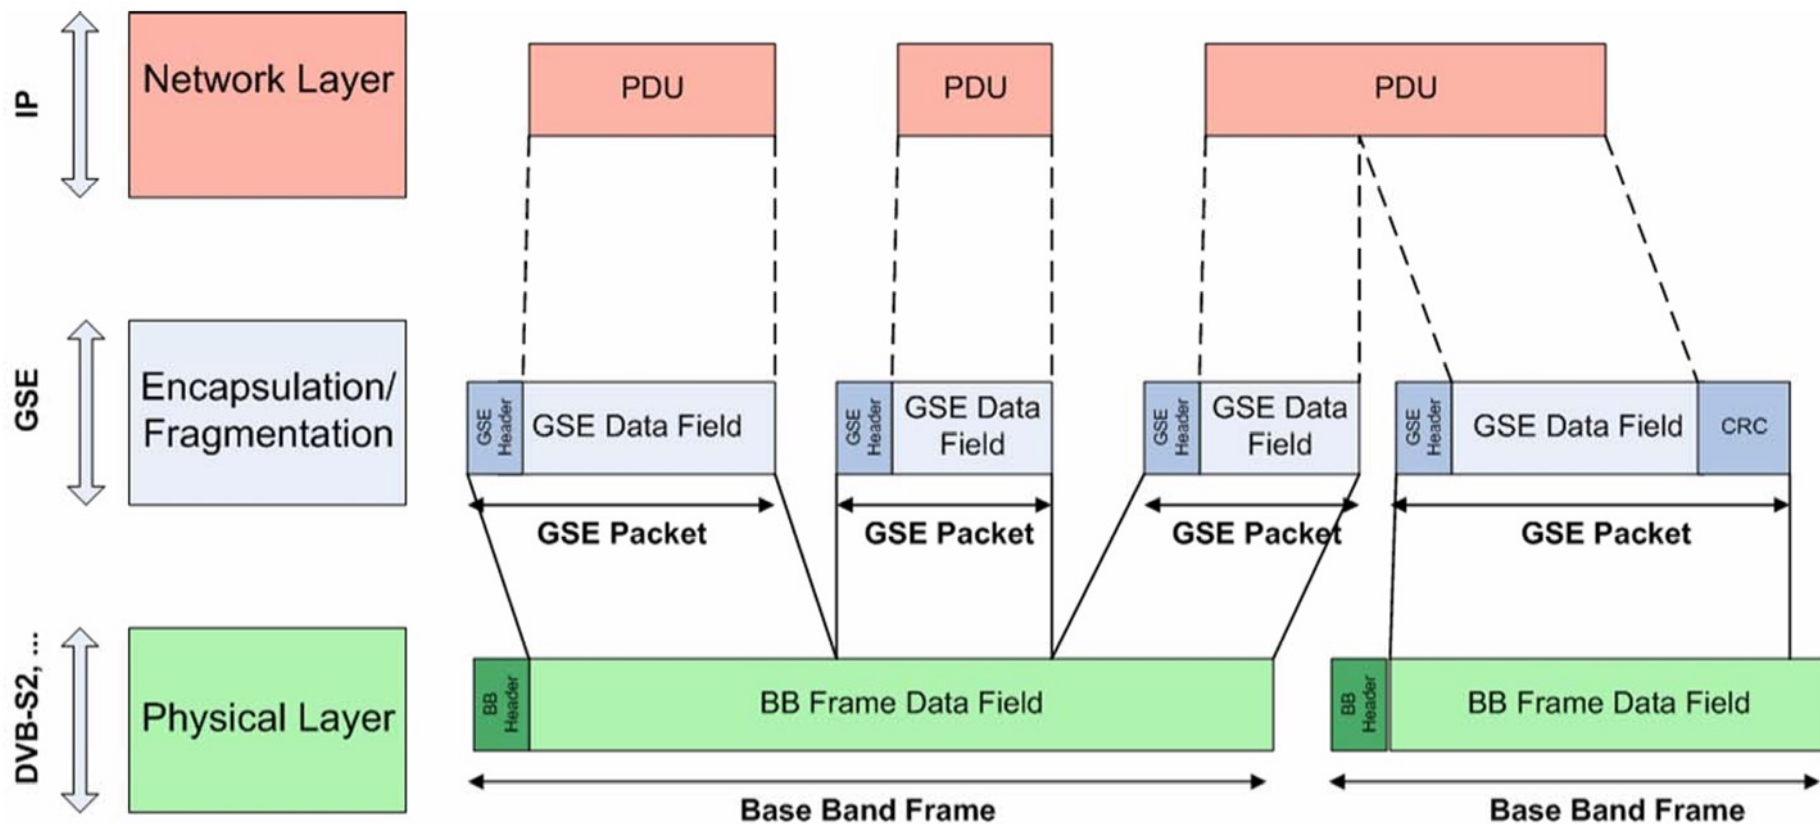 IP
Network Layer
PDU
PDU
PDU
GSE
Encapsulation/
Fragmentation
GSE
Header
GSE Data Field
GSE
Header
GSE Data
Field
GSE
Header
GSE Data
Field
GSE
Header
GSE Data Field
CRC
GSE Packet
GSE Packet
GSE Packet
GSE Packet
DVB-S2, ...
Physical Layer
BB
Header
BB Frame Data Field
BB
Header
BB Frame Data Field
Base Band Frame
Base Band Frame